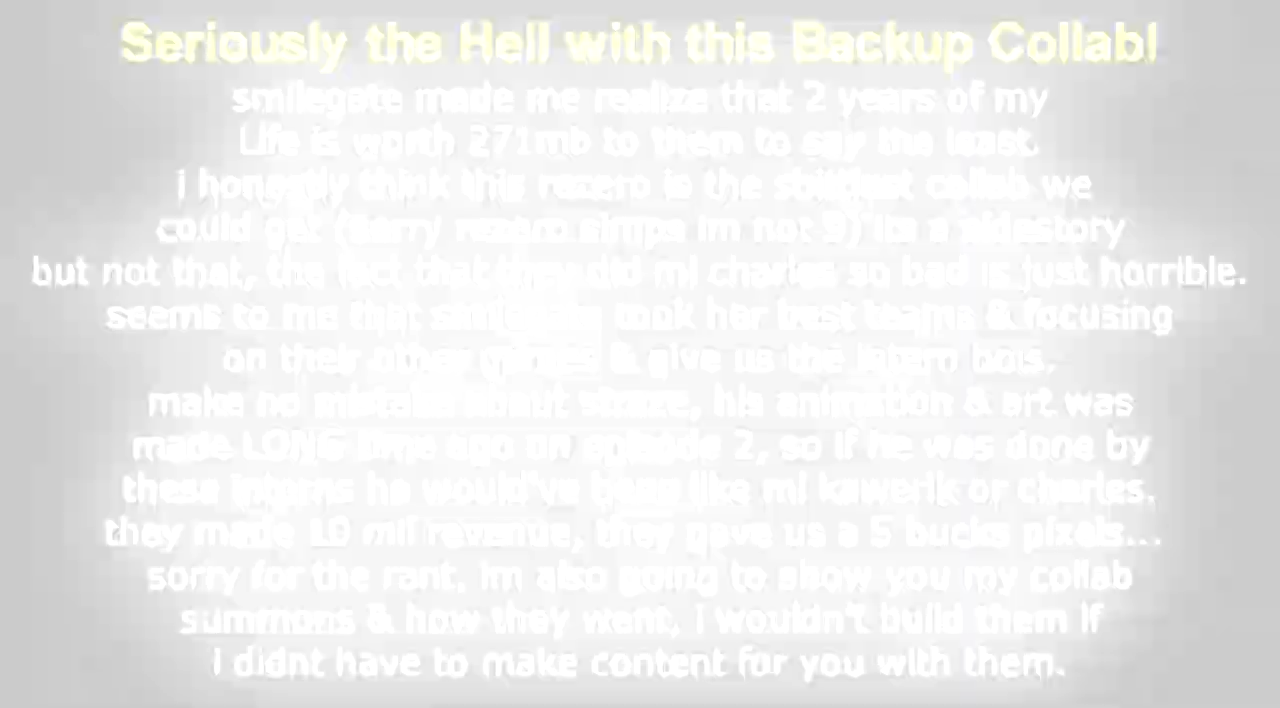 Seriously the Hell with this Backup Collab!
smilegate made me realize that 2 years of my
Life is worth 271mb to them to say the least.
i honestly think this rezero is the shittiest collab we
could get (sorry rezero simps im not 9) its a sidestory
but not that, the fact that they did ml charles so bad is just horrible.
seems to me that smilegate took her best teams & focusing
on their other games & give us the intern bois.
make no mistake about straze, his animation & art was
made LONG time ago on episode 2, so if he was done by
these interns he would've been like ml kawerik or charles.
they made 10 mil revenue, they gave us a 5 bucks pixels...
sorry for the rant, im also going to show you my collab
summons & how they went, i wouldn't build them if
i didnt have to make content for you with them.